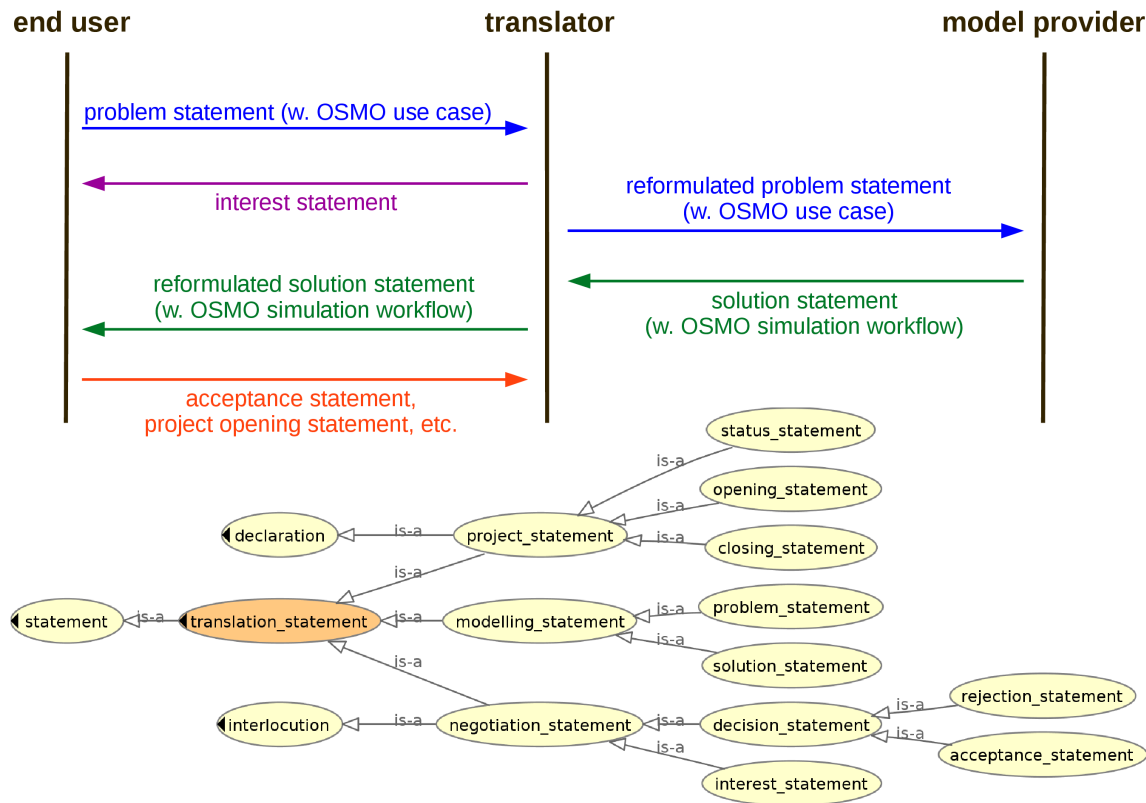 end user
translator
model provider
problem statement (w. OSMO use case)
interest statement
reformulated problem statement
(w. OSMO use case)
reformulated solution statement
(w. OSMO simulation workflow)
solution statement
(w. OSMO simulation workflow)
acceptance statement,
project opening statement, etc.
status_statement
is-a
opening_statement
is-a
declaration
is-a
project_statement
is-a
closing_statement
is-a
statement
is-a
translation_statement
is-a
modelling_statement
is-a
problem_statement
is-a
solution_statement
is-a
interlocution
is-a
negotiation_statement
is-a
decision_statement
is-a
rejection_statement
is-a
acceptance_statement
is-a
interest_statement